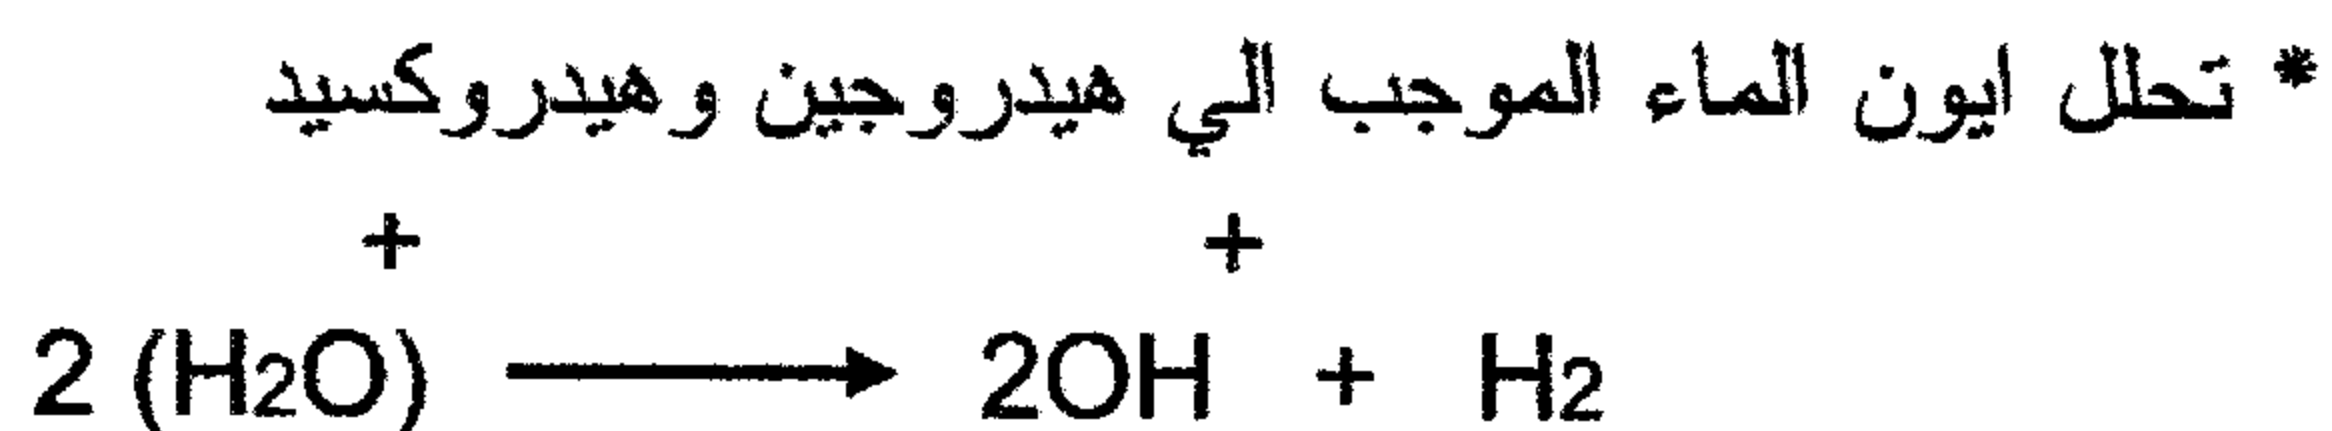 * تحلل ايون الماء الموجب الي هيدروجين وهيدروكسيد
+ +
2 (H2O) ⟶ 2OH + H2